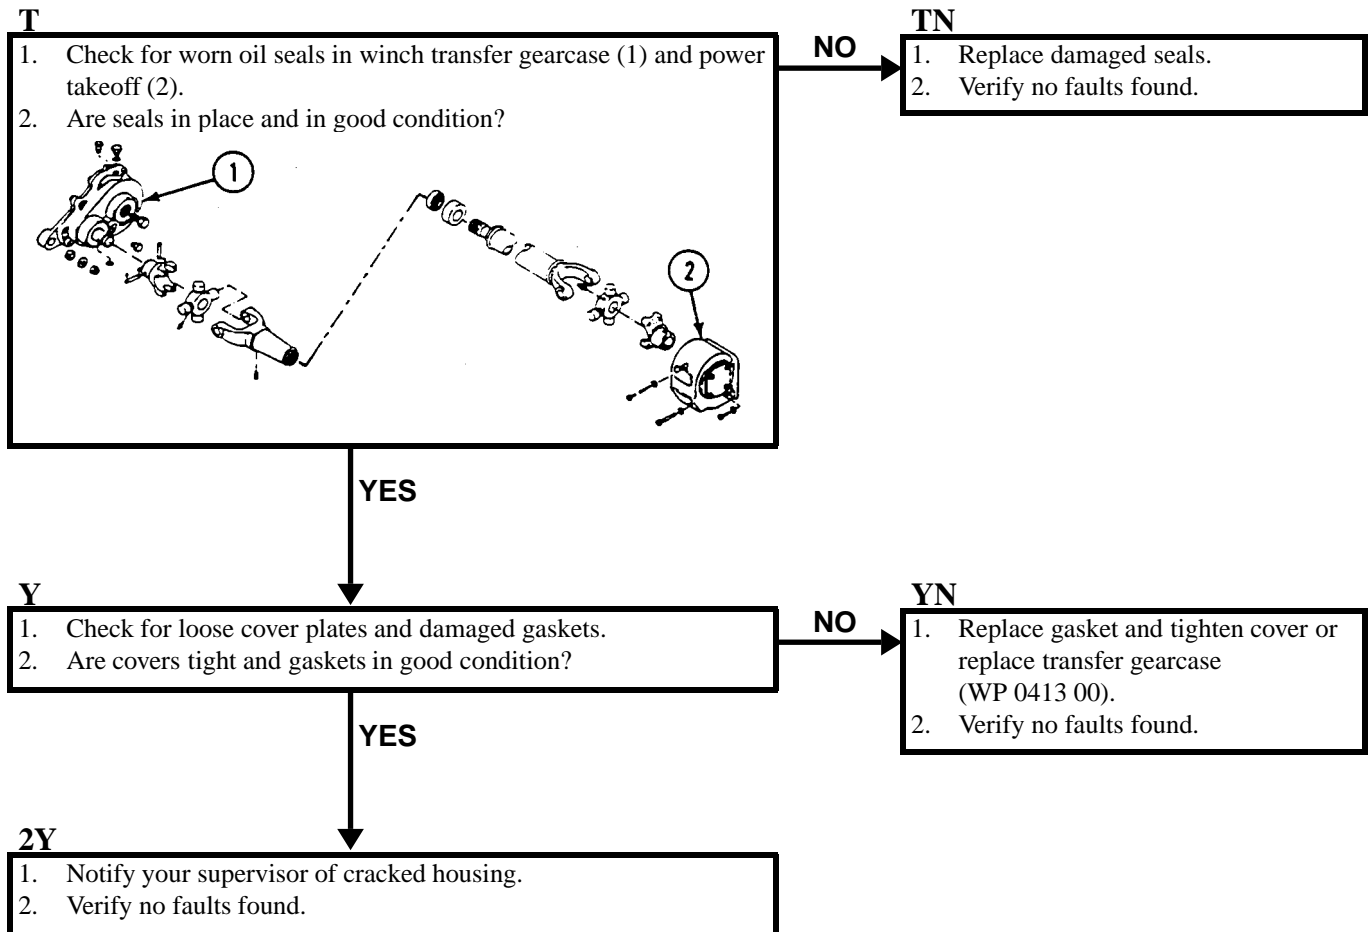 T
1. Check for worn oil seals in winch transfer gearcase (1) and power
takeoff (2).
2. Are seals in place and in good condition?
1
2
NO
TN
1. Replace damaged seals.
2. Verify no faults found.
YES
Y
1. Check for loose cover plates and damaged gaskets.
2. Are covers tight and gaskets in good condition?
NO
YN
1. Replace gasket and tighten cover or
replace transfer gearcase
(WP 0413 00).
2. Verify no faults found.
YES
2Y
1. Notify your supervisor of cracked housing.
2. Verify no faults found.